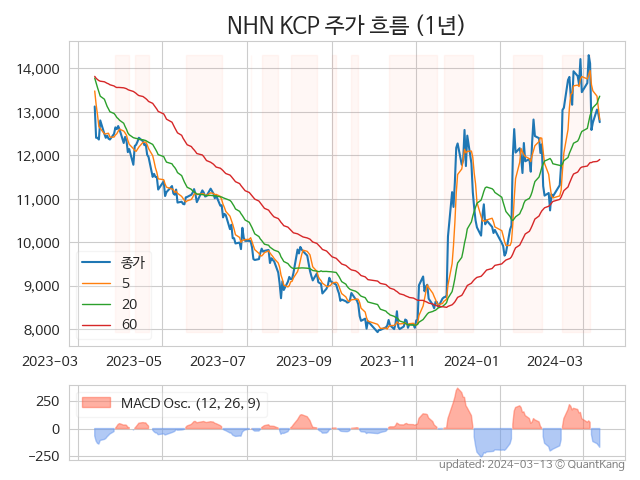 NHN KCP 주가 흐름 (1년)
14,000
13,000
12,000
11,000
10,000
9,000
8,000
종가
5
20
60
2023-03 2023-05 2023-07 2023-09 2023-11 2024-01 2024-03
250
0
−250
MACD Osc. (12, 26, 9)
updated: 2024-03-13 © QuantKang